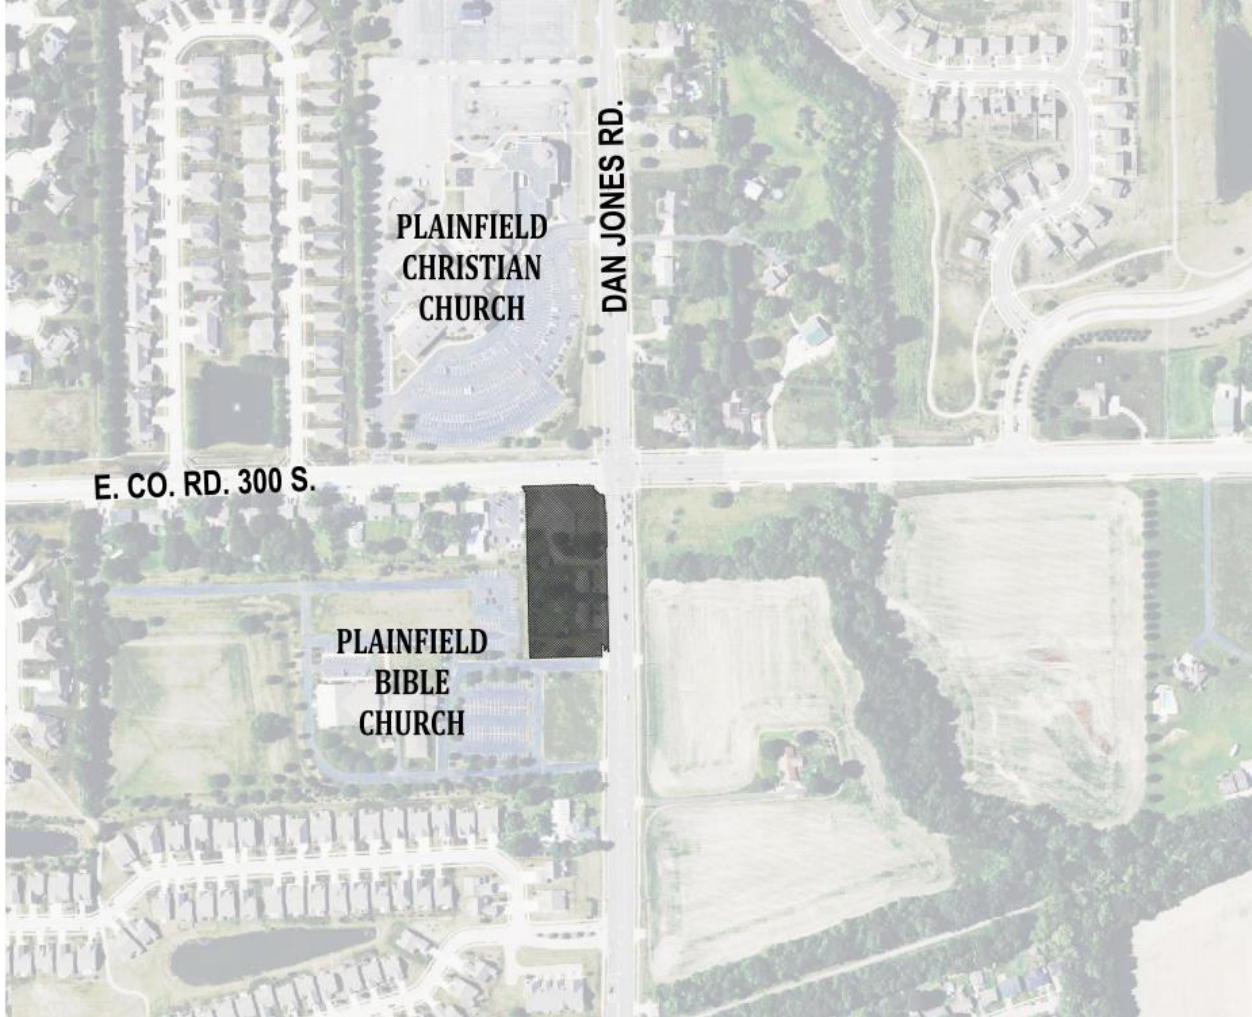 DAN JONES RD.
PLAINFIELD
CHRISTIAN
CHURCH
E. CO. RD. 300 S.
PLAINFIELD
BIBLE
CHURCH